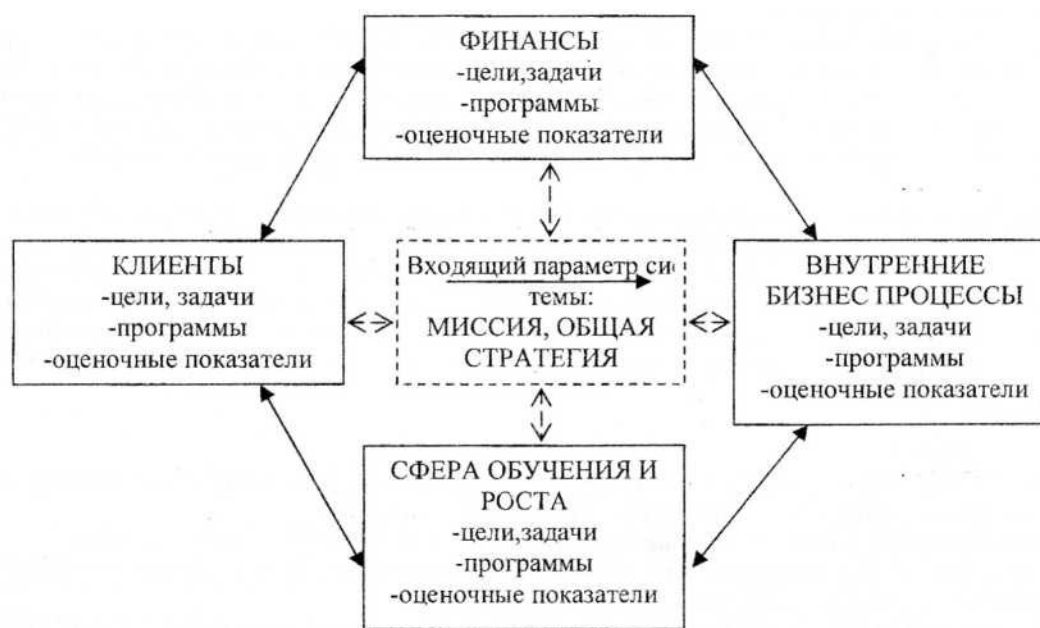 ФИНАНСЫ
-цели,задачи
-программы
-оценочные показатели
КЛИЕНТЫ
-цели, задачи
-программы
-оценочные показатели
Входящий параметр сис
темы:
МИССИЯ, ОБЩАЯ
СТРАТЕГИЯ
ВНУТРЕННИЕ
БИЗНЕС ПРОЦЕССЫ
-цели, задачи
-программы
-оценочные показатели
СФЕРА ОБУЧЕНИЯ И
РОСТА
-цели,задачи
-программы
-оценочные показатели